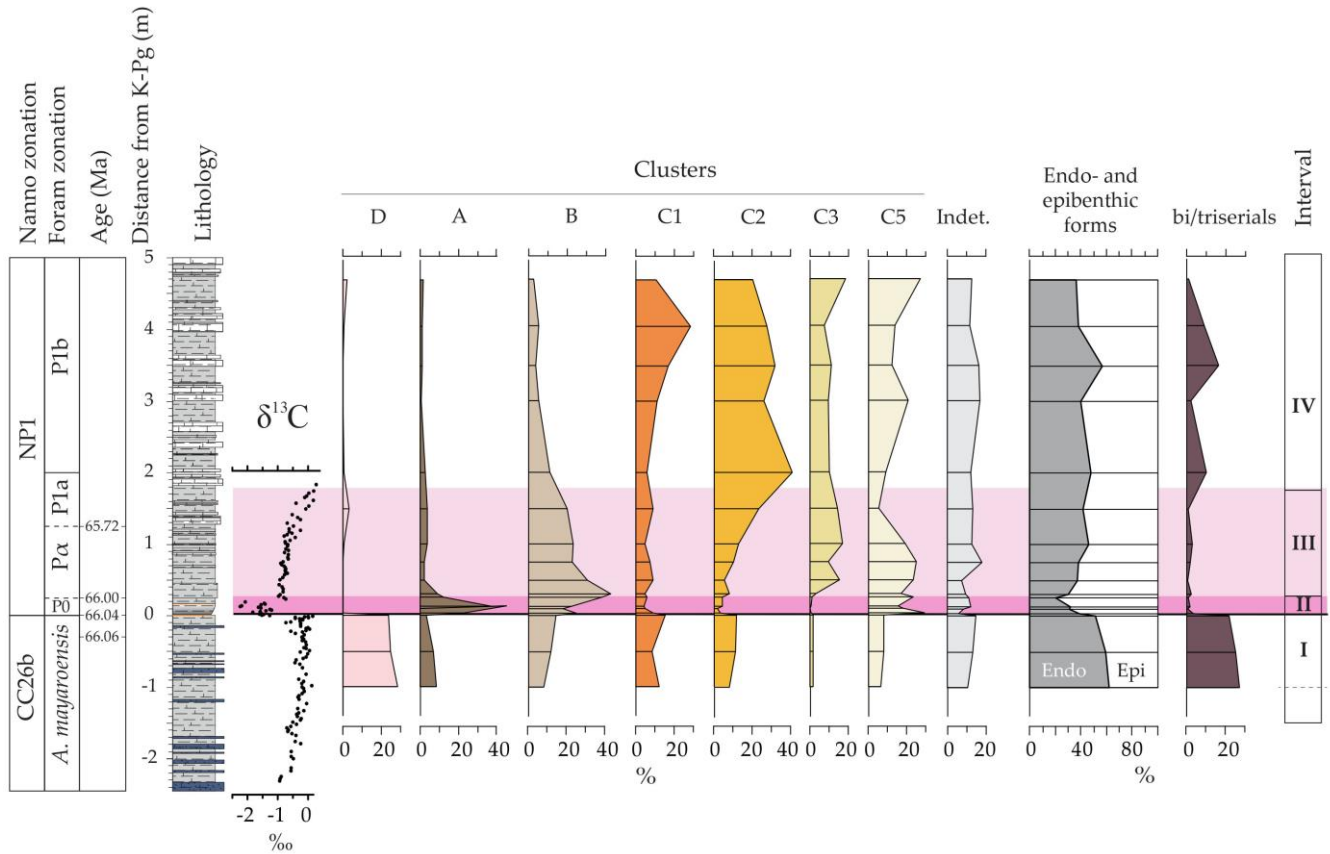 Nanno zonation
Foram zonation
Age (Ma)
Distance from K-Pg (m)
Lithology
Clusters
D
A
B
C1
C2
C3
C5
Indet.
Endo- and
epibenthic
forms
bi/triserials
Interval
NP1
CC26b
P1b
P1a
Pα
P0
A. mayaroensis
65.72
66.00
66.04
66.06
5
4
3
2
1
0
-1
-2
δ13C
-2 -1 0
‰
Endo
Epi
IV
III
II
I
0 20
0 20 40
0 20 40
0 20
0 20 40
0 20
0 20
0 20
0 40 80
0 20
%
%